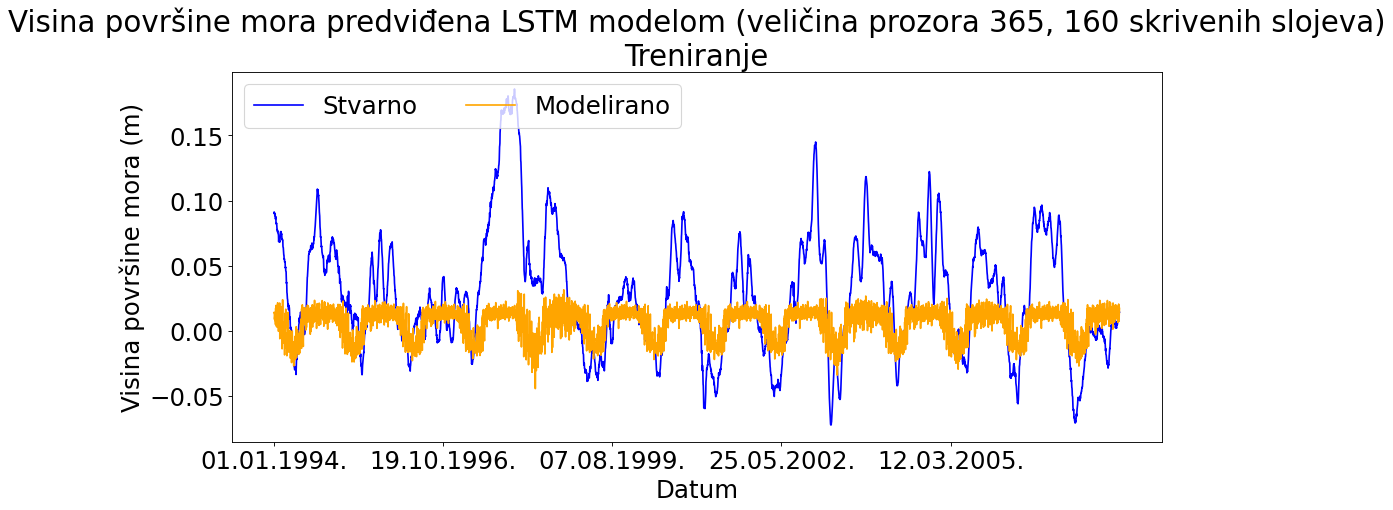 Visina površine mora predviđena LSTM modelom (veličina prozora 365, 160 skrivenih slojeva)
Treniranje
Stvarno Modelirano
Visina površine mora (m)
0.15
0.10
0.05
0.00
−0.05
01.01.1994. 19.10.1996. 07.08.1999. 25.05.2002. 12.03.2005.
Datum